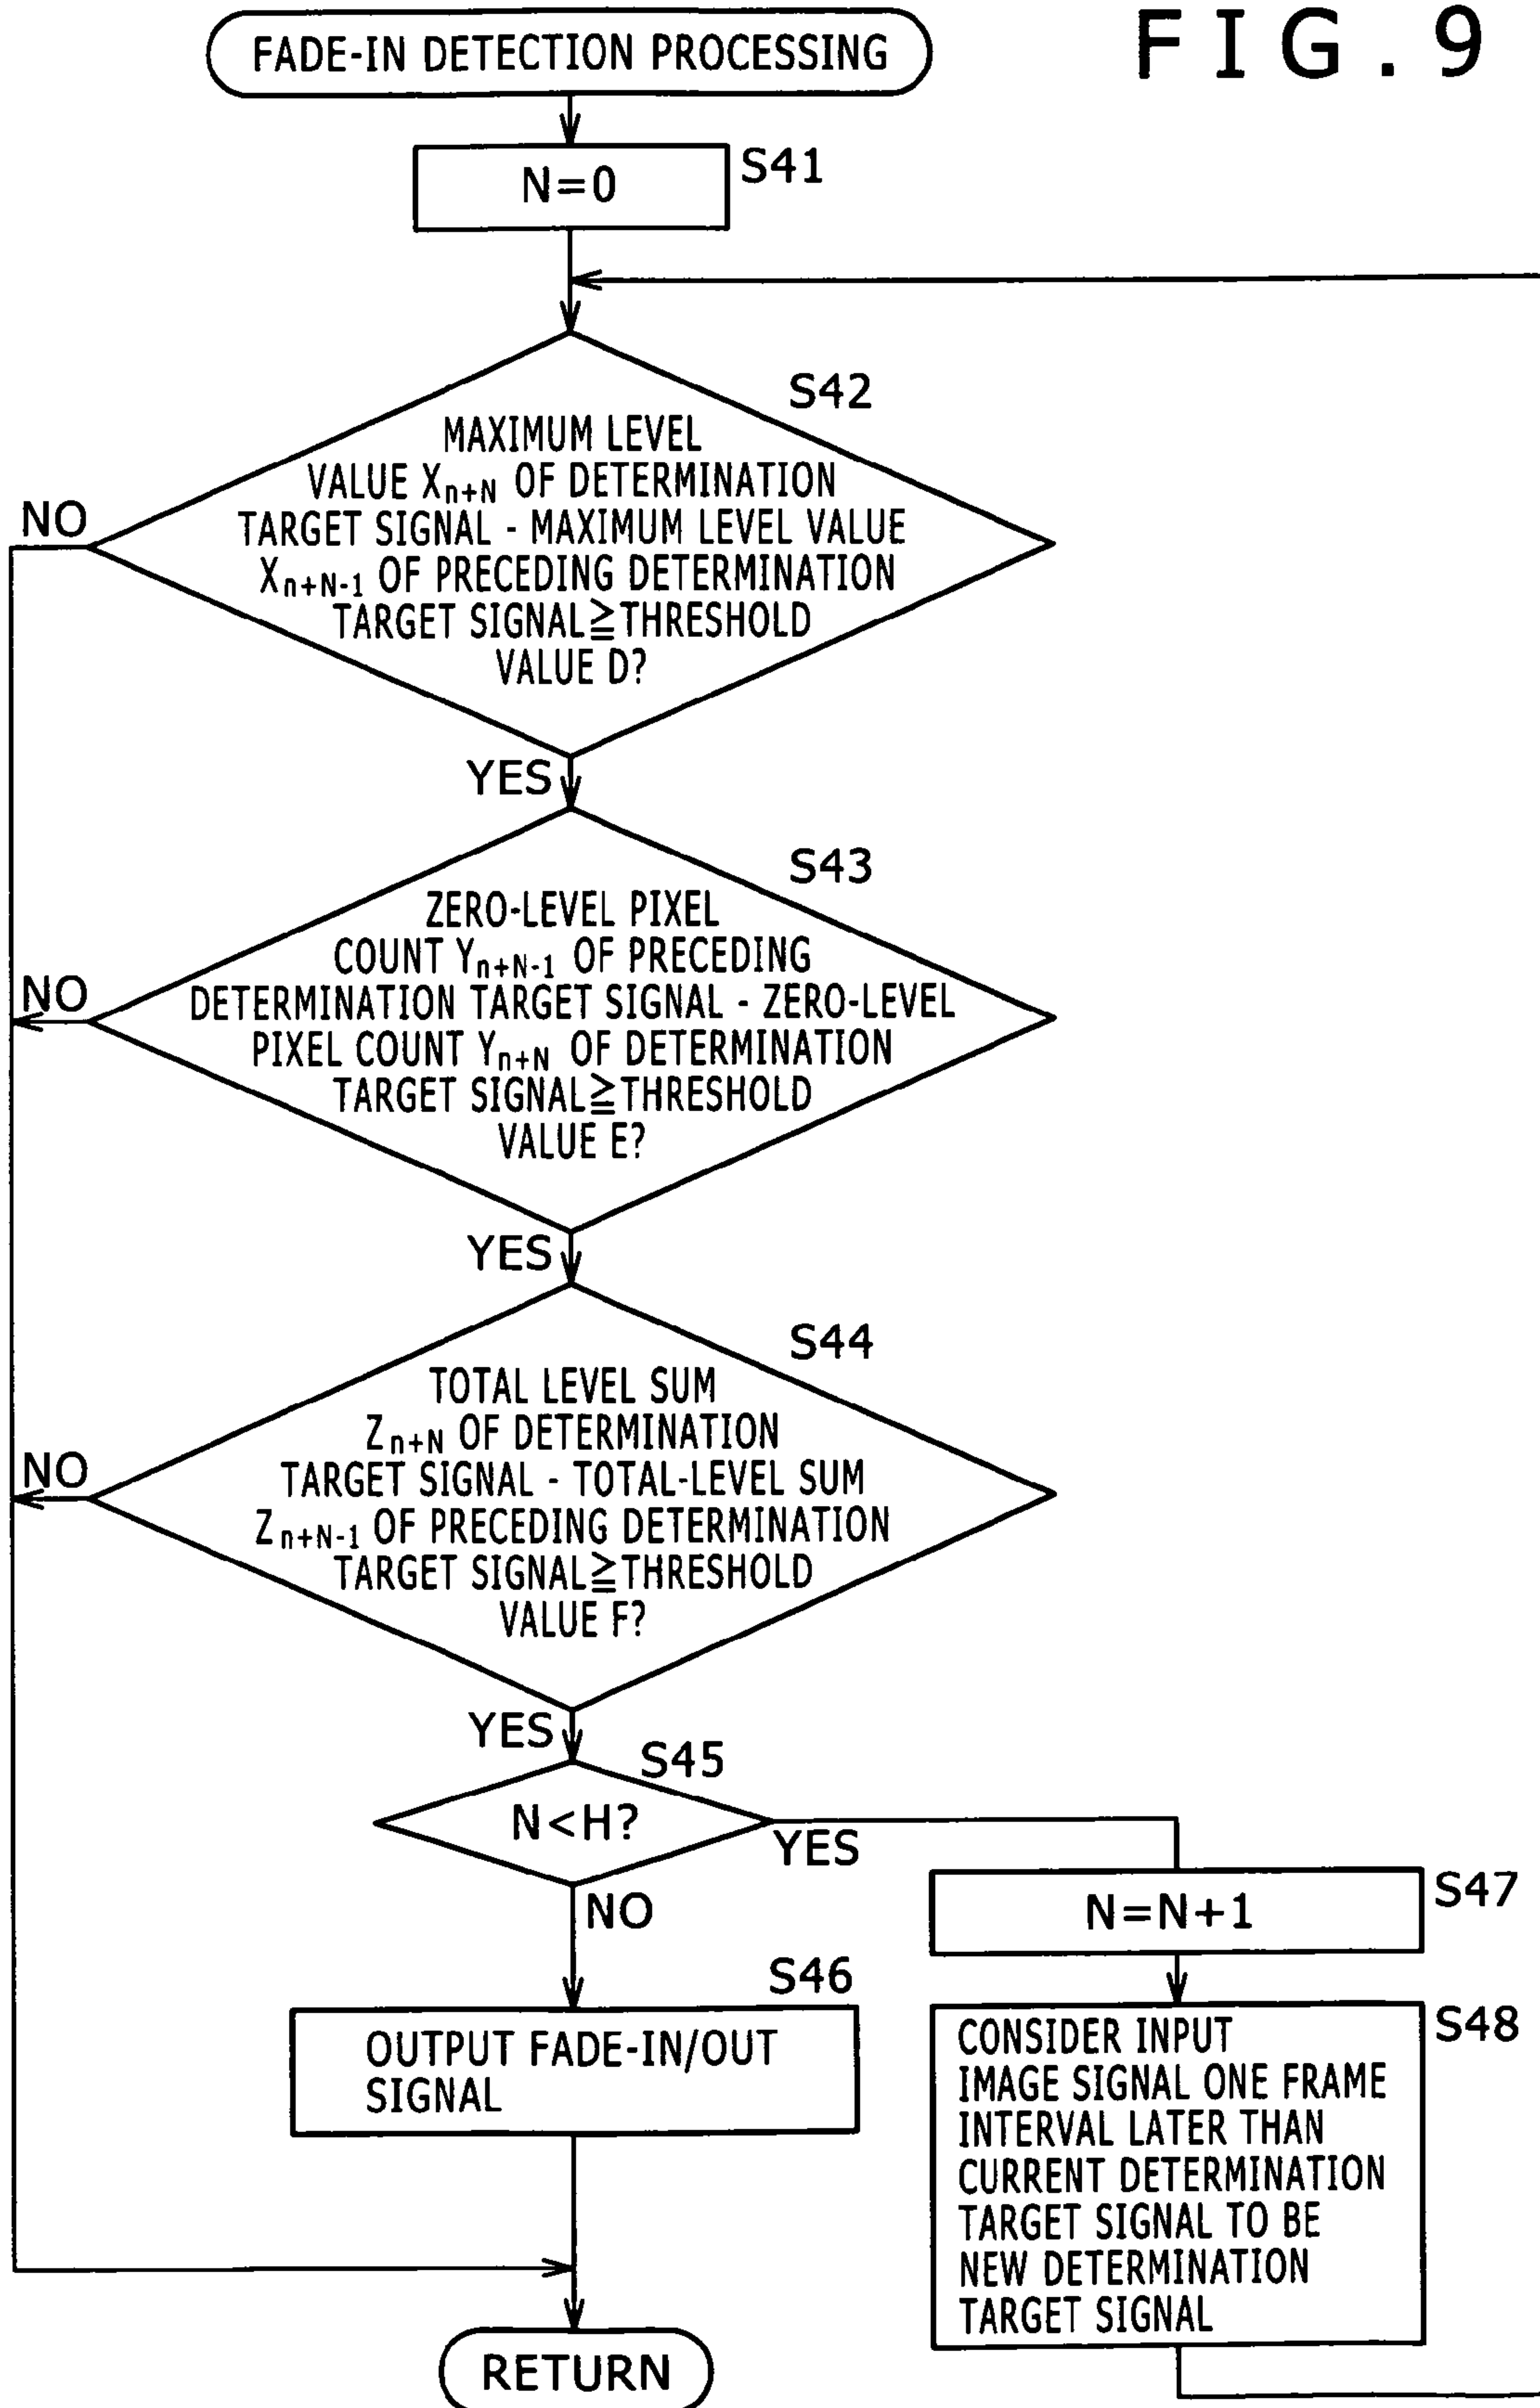 FADE-IN DETECTION PROCESSING
FIG.9
N=0
S41
S42
MAXIMUM LEVEL
VALUE Xn+N OF DETERMINATION
TARGET SIGNAL - MAXIMUM LEVEL VALUE
Xn+N-1 OF PRECEDING DETERMINATION
TARGET SIGNAL≧THRESHOLD
VALUE D?
NO
YES
S43
ZERO-LEVEL PIXEL
COUNT Yn+N-1 OF PRECEDING
DETERMINATION TARGET SIGNAL - ZERO-LEVEL
PIXEL COUNT Yn+N OF DETERMINATION
TARGET SIGNAL≧THRESHOLD
VALUE E?
NO
YES
S44
TOTAL LEVEL SUM
Zn+N OF DETERMINATION
TARGET SIGNAL - TOTAL-LEVEL SUM
Zn+N-1 OF PRECEDING DETERMINATION
TARGET SIGNAL≧THRESHOLD
VALUE F?
NO
YES
S45
N<H?
YES
NO
S47
N=N+1
S46
OUTPUT FADE-IN/OUT
SIGNAL
S48
CONSIDER INPUT
IMAGE SIGNAL ONE FRAME
INTERVAL LATER THAN
CURRENT DETERMINATION
TARGET SIGNAL TO BE
NEW DETERMINATION
TARGET SIGNAL
RETURN